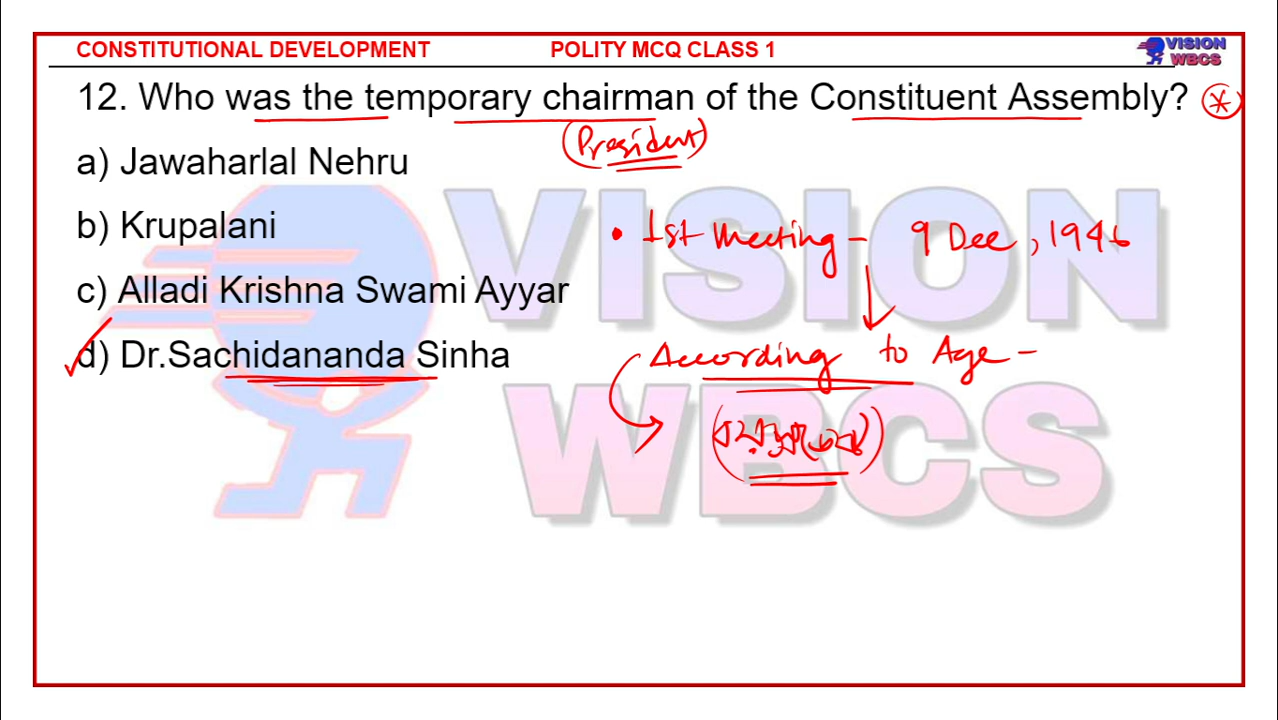 CONSTITUTIONAL DEVELOPMENT POLITY MCQ CLASS 1 VISION WBCS
12. Who was the temporary chairman of the Constituent Assembly?
(President)
a) Jawaharlal Nehru
b) Krupalani
• 1st Meeting - 9 Dec, 1946
c) Alladi Krishna Swami Ayyar
d) Dr.Sachidananda Sinha
According to Age -
VISION
WBCS